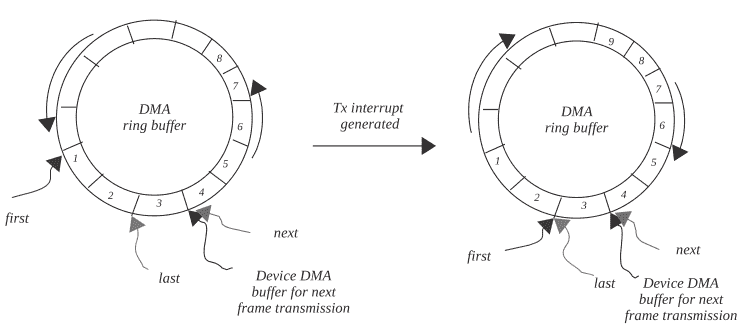 DMA
ring buffer
8
7
6
5
4
3
2
1
first
last
next
Device DMA
buffer for next
frame transmission
Tx interrupt
generated
DMA
ring buffer
9
8
7
6
5
4
3
2
1
first
last
next
Device DMA
buffer for next
frame transmission